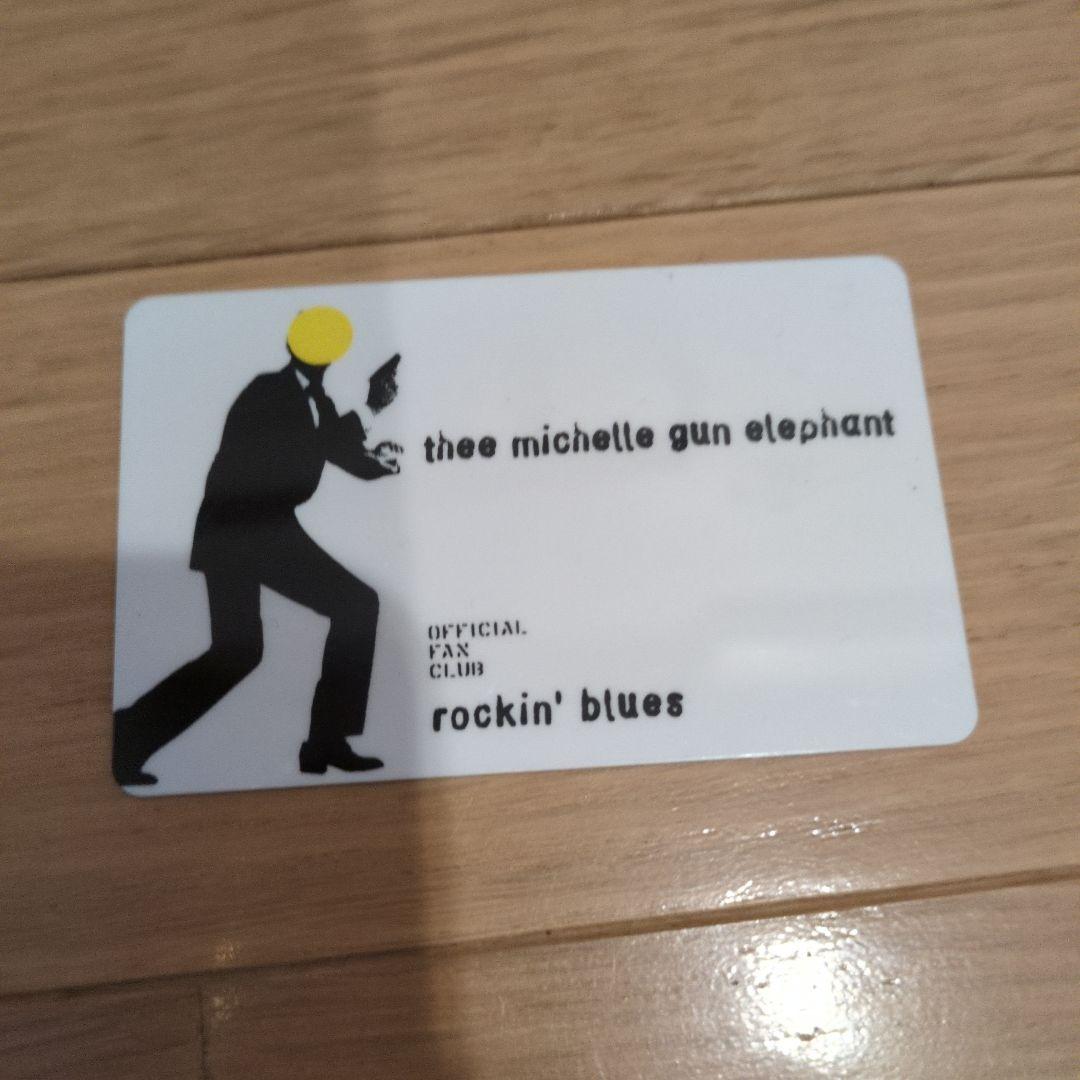 thee michelle gun elephant
OFFICIAL
FAN
CLUB
rockin' blues